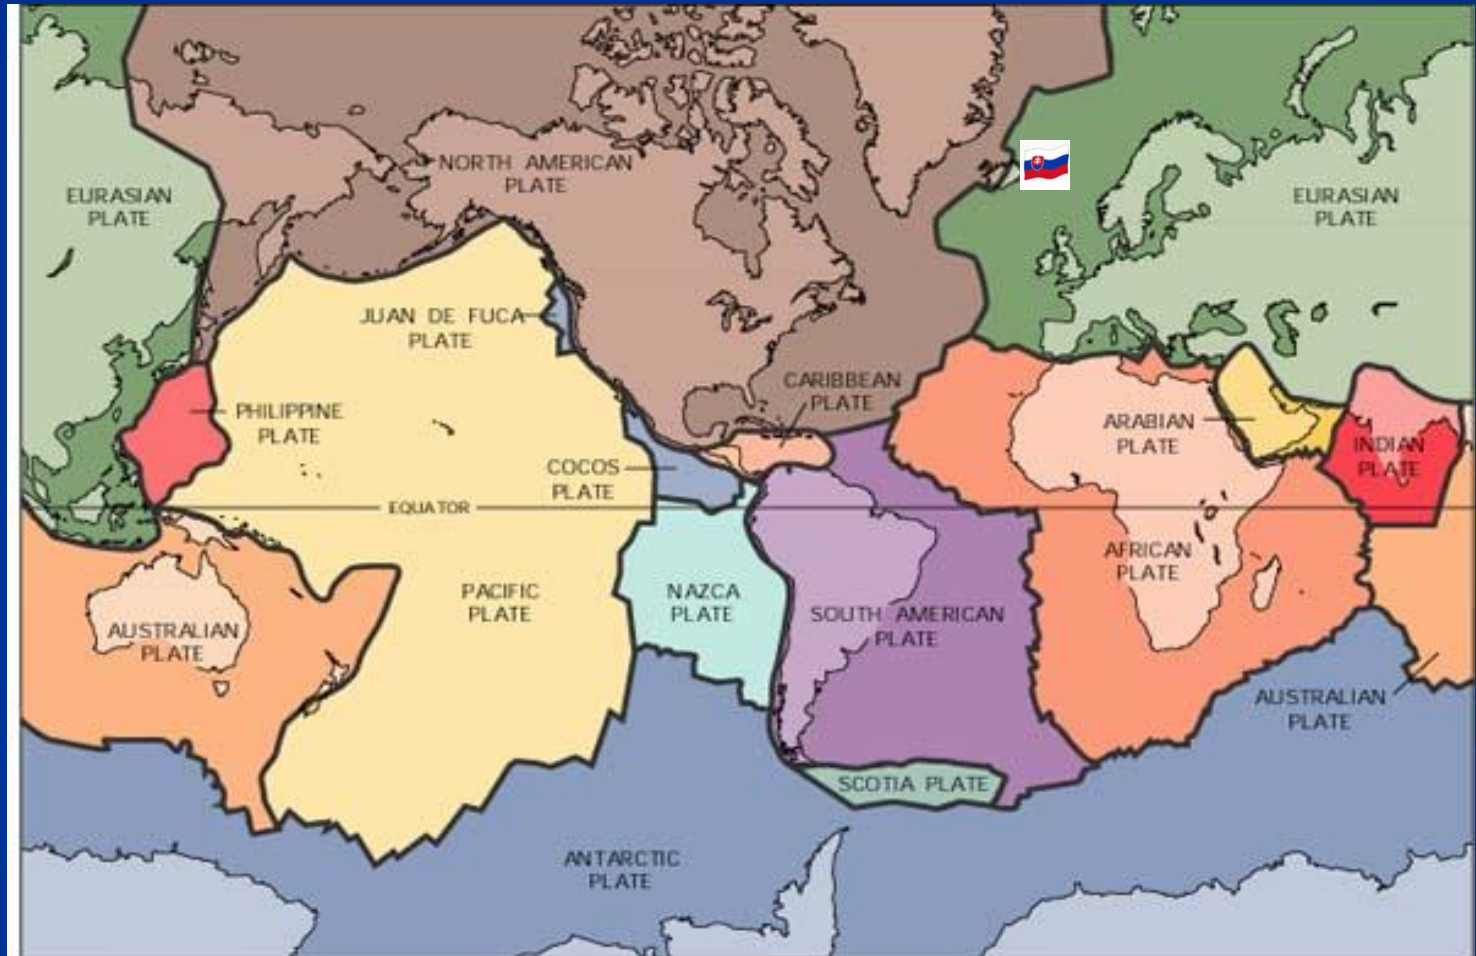 NORTH AMERICAN
PLATE
EURASIAN
PLATE
EURASIAN
PLATE
JUAN DE FUCA
PLATE
CARIBBEAN
PLATE
PHILIPPINE
PLATE
ARABIAN
PLATE
INDIAN
PLATE
COCOS
PLATE
EQUATOR
AFRICAN
PLATE
PACIFIC
PLATE
NAZCA
PLATE
SOUTH AMERICAN
PLATE
AUSTRALIAN
PLATE
AUSTRALIAN
PLATE
SCOTIA PLATE
ANTARCTIC
PLATE